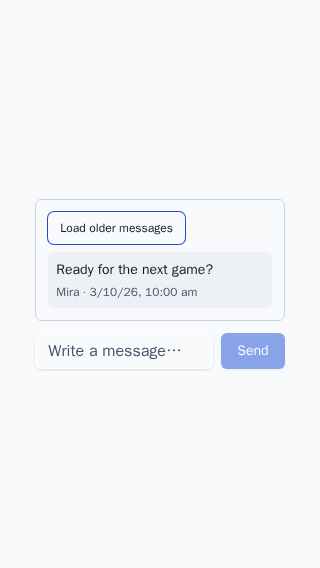 Load older messages
Ready for the next game?
Mira · 3/10/26, 10:00 am
Write a message⋯
Send